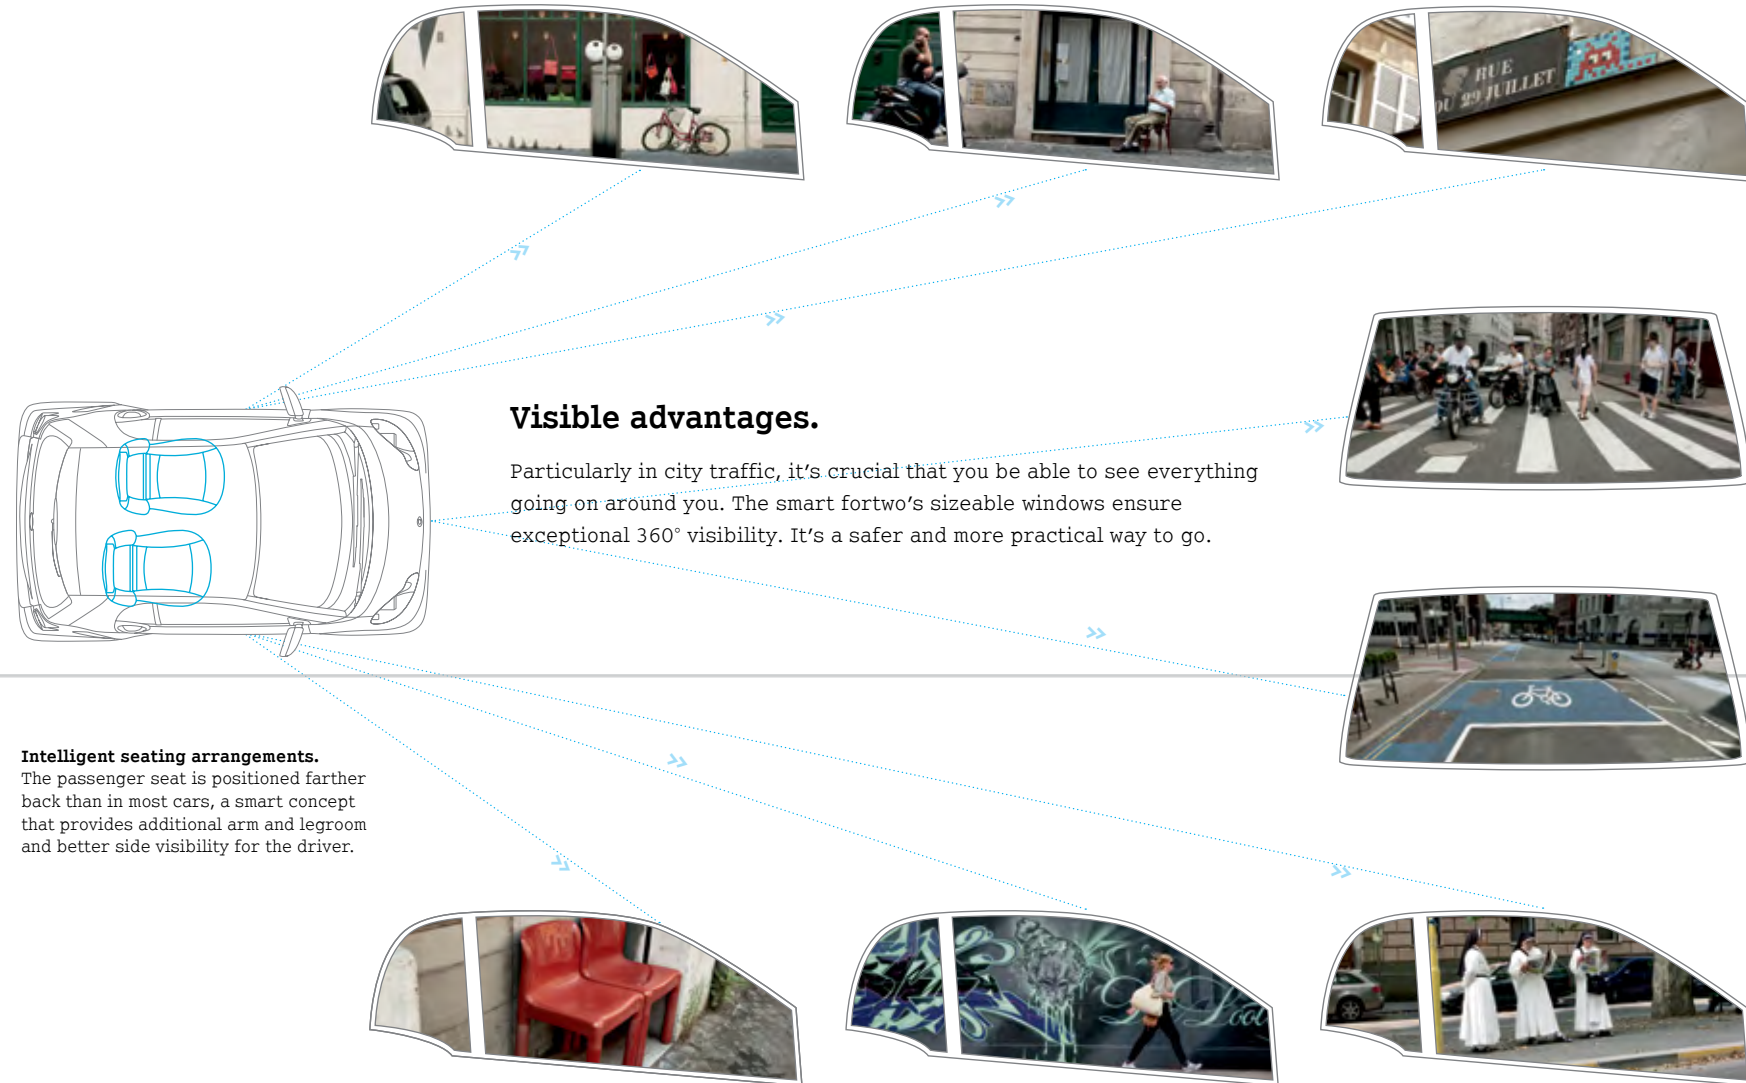 RUE
DU 29 JUILLET
Visible advantages.
Particularly in city traffic, it's crucial that you be able to see everything
going on around you. The smart fortwo's sizeable windows ensure
exceptional 360° visibility. It's a safer and more practical way to go.
Intelligent seating arrangements.
The passenger seat is positioned farther
back than in most cars, a smart concept
that provides additional arm and legroom
and better side visibility for the driver.